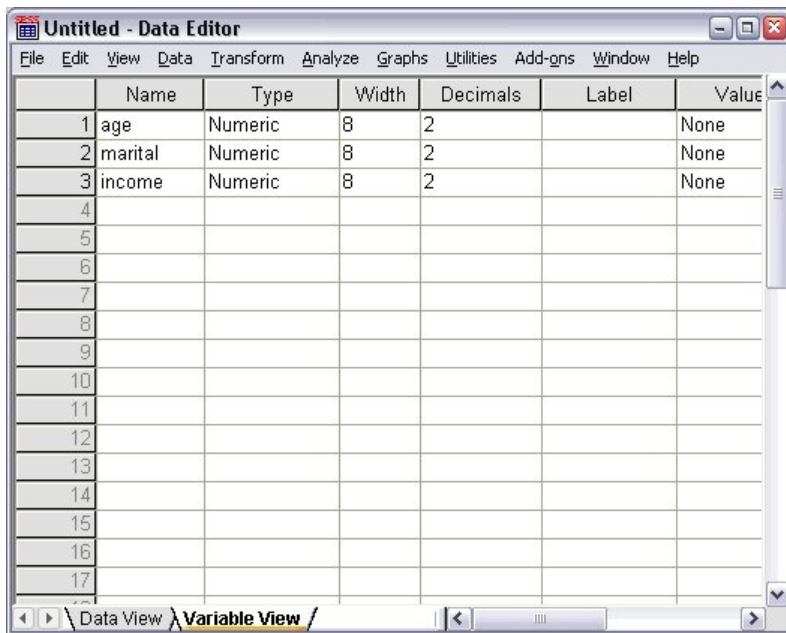 Untitled - Data Editor
File Edit View Data Transform Analyze Graphs Utilities Add-ons Window Help
Name Type Width Decimals Label Value
1 age Numeric 8 2 None
2 marital Numeric 8 2 None
3 income Numeric 8 2 None
4
5
6
7
8
9
10
11
12
13
14
15
16
17
Data View Variable View